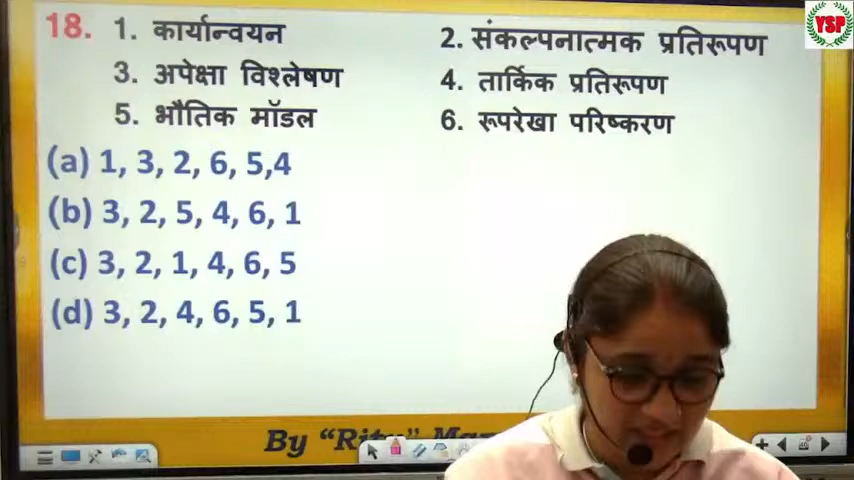 YSP
18. 1. कार्यान्वयन 2. संकल्पनात्मक प्रतिरूपण
3. अपेक्षा विश्लेषण 4. तार्किक प्रतिरूपण
5. भौतिक मॉडल 6. रूपरेखा परिष्करण
(a) 1, 3, 2, 6, 5,4
(b) 3, 2, 5, 4, 6, 1
(c) 3, 2, 1, 4, 6, 5
(d) 3, 2, 4, 6, 5, 1
By